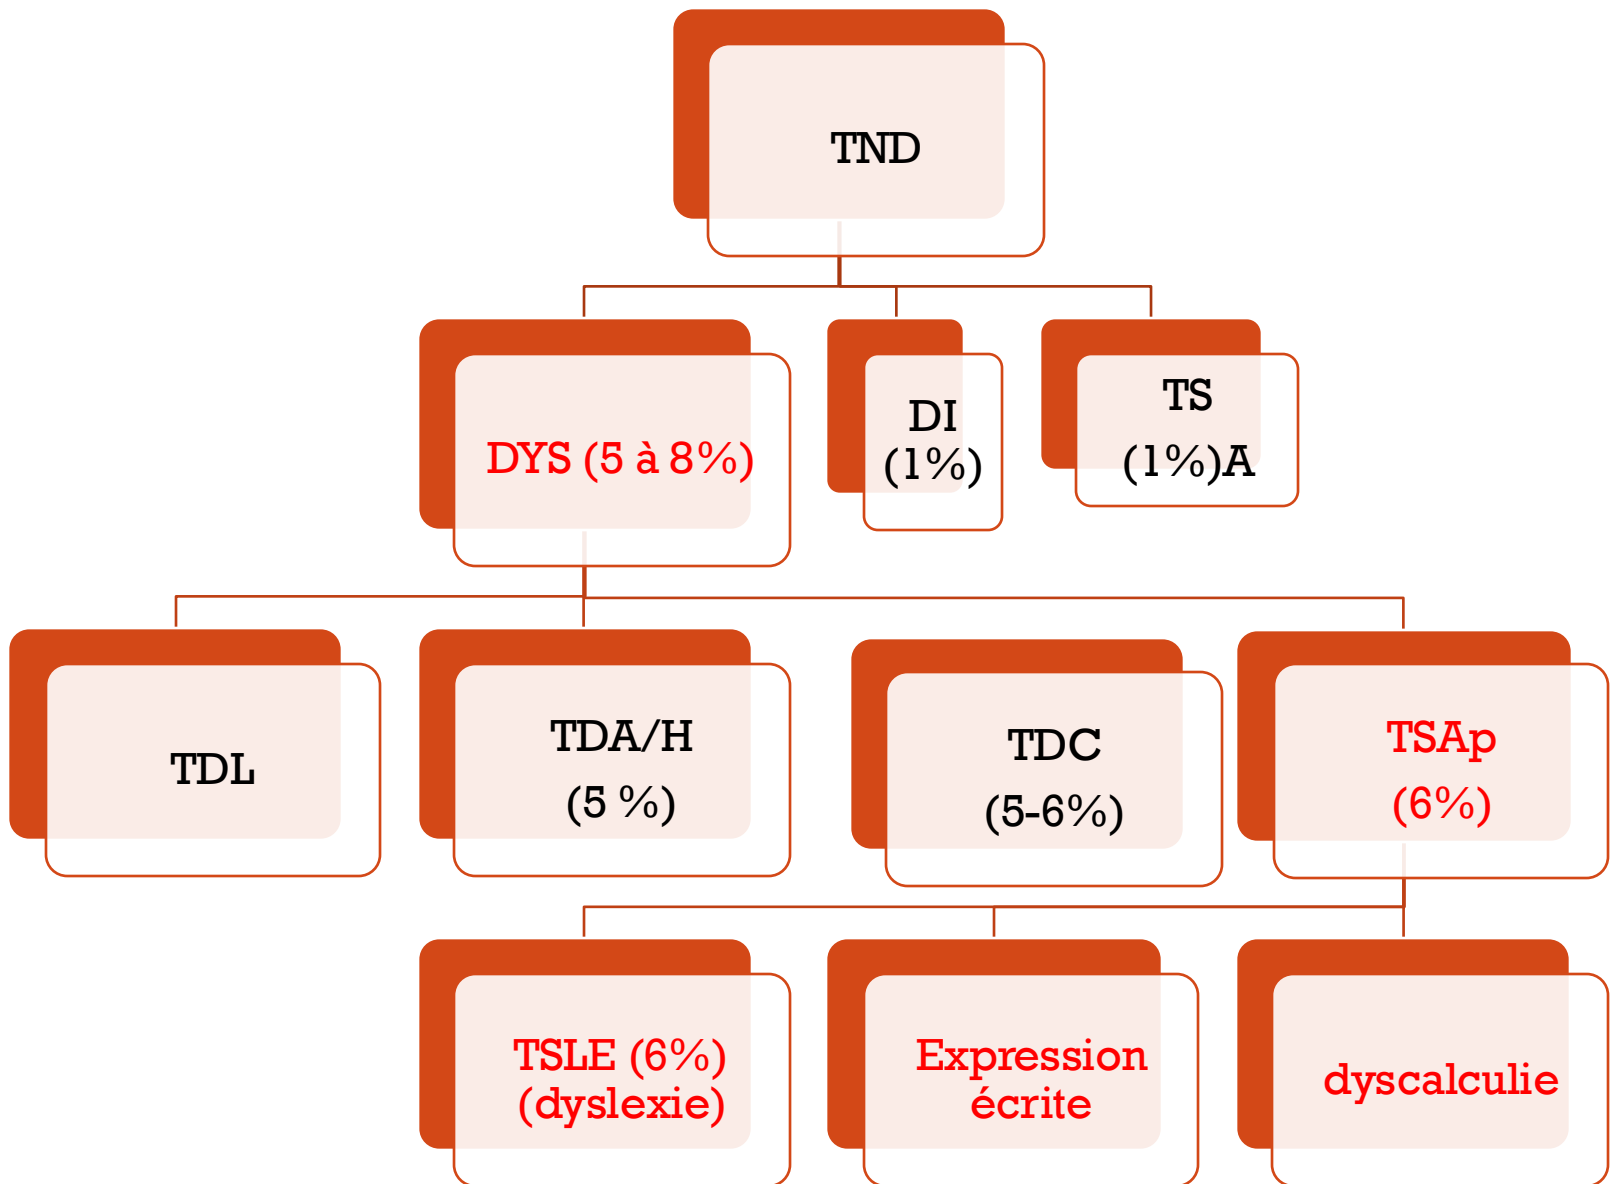 TND
DYS (5 à 8%)
DI
(1%)
TS
(1%)A
TDL
TDA/H
(5 %)
TDC
(5-6%)
TSAp
(6%)
TSLE (6%)
(dyslexie)
Expression
écrite
dyscalculie